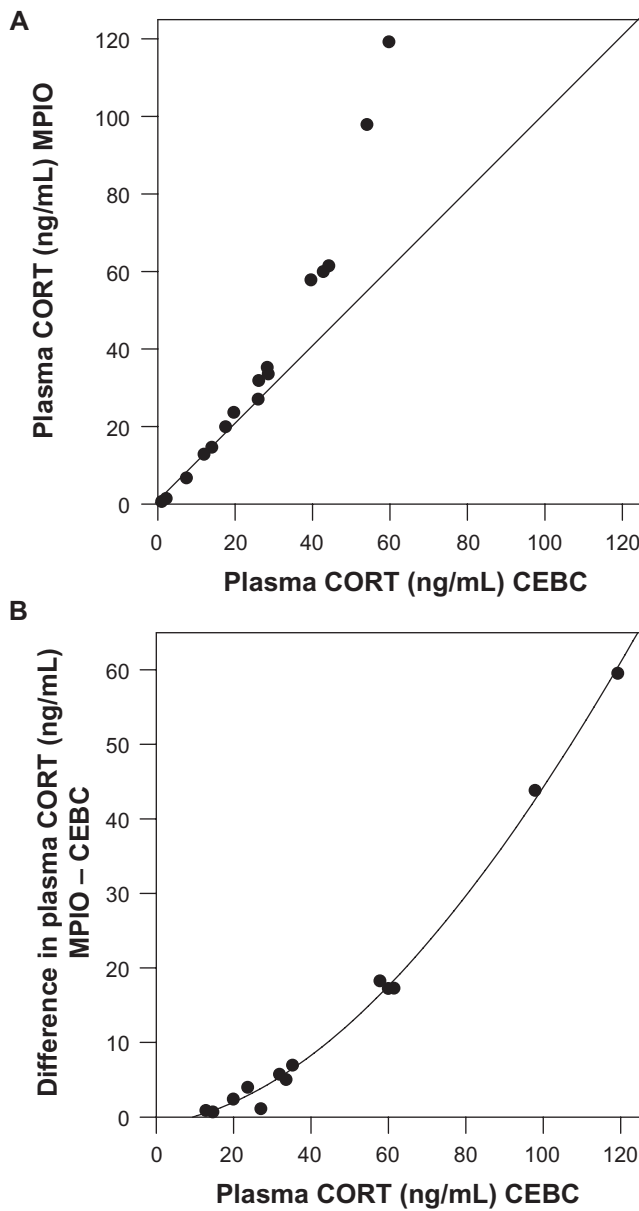 A
Plasma CORT (ng/mL) MPIO
120
100
80
60
40
20
0
0 20 40 60 80 100 120
Plasma CORT (ng/mL) CEBC
B
Difference in plasma CORT (ng/mL)
MPIO – CEBC
60
50
40
30
20
10
0
0 20 40 60 80 100 120
Plasma CORT (ng/mL) CEBC